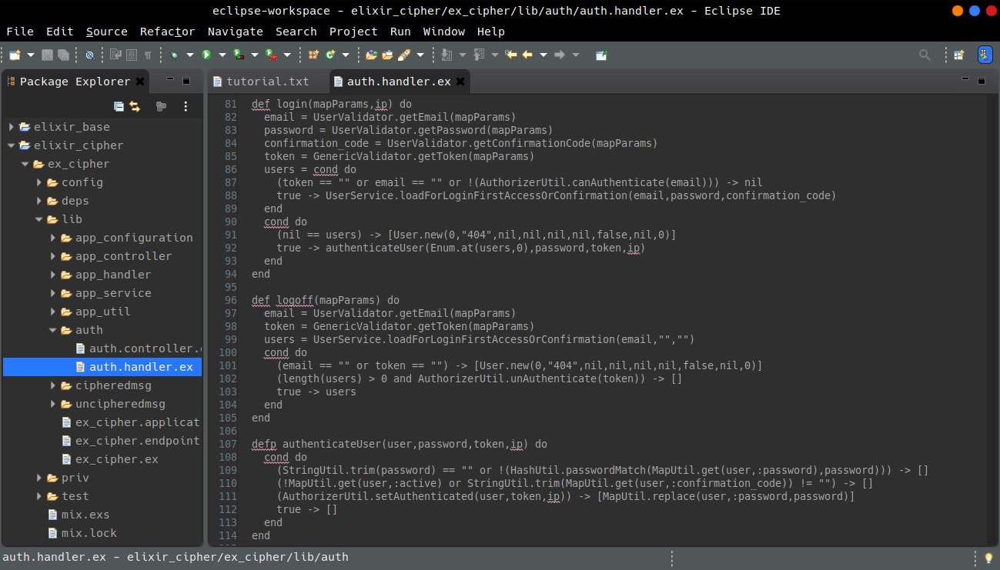 eclipse-workspace - elixir_cipher/ex_cipher/lib/auth/auth.handler.ex - Eclipse IDE
File Edit Source Refactor Navigate Search Project Run Window Help
Package Explorer
tutorial.txt
auth.handler.ex
elixir_base
elixir_cipher
ex_cipher
config
deps
lib
app_configuration
app_controller
app_handler
app_service
app_util
auth
auth.controller.
auth.handler.ex
cipheredmsg
uncipheredmsg
ex_cipher.applicat
ex_cipher.endpoint
ex_cipher.ex
priv
test
mix.exs
mix.lock
81 def login(mapParams,ip) do
82 email = UserValidator.getEmail(mapParams)
83 password = UserValidator.getPassword(mapParams)
84 confirmation_code = UserValidator.getConfirmationCode(mapParams)
85 token = GenericValidator.getToken(mapParams)
86 users = cond do
87 (token == "" or email == "" or !(AuthorizerUtil.canAuthenticate(email))) -> nil
88 true -> UserService.loadForLoginFirstAccessOrConfirmation(email,password,confirmation_code)
89 end
90 cond do
91 (nil == users) -> [User.new(0,"404",nil,nil,nil,nil,false,nil,0)]
92 true -> authenticateUser(Enum.at(users,0),password,token,ip)
93 end
94 end
95
96 def logoff(mapParams) do
97 email = UserValidator.getEmail(mapParams)
98 token = GenericValidator.getToken(mapParams)
99 users = UserService.loadForLoginFirstAccessOrConfirmation(email,"","")
100 cond do
101 (email == "" or token == "") -> [User.new(0,"404",nil,nil,nil,nil,false,nil,0)]
102 (length(users) > 0 and AuthorizerUtil.unAuthenticate(token)) -> []
103 true -> users
104 end
105 end
106
107 defp authenticateUser(user,password,token,ip) do
108 cond do
109 (StringUtil.trim(password) == "" or !(HashUtil.passwordMatch(MapUtil.get(user,:password),password))) -> []
110 (!MapUtil.get(user,:active) or StringUtil.trim(MapUtil.get(user,:confirmation_code)) != "") -> []
111 (AuthorizerUtil.setAuthenticated(user,token,ip)) -> [MapUtil.replace(user,:password,password)]
112 true -> []
113 end
114 end
auth.handler.ex - elixir_cipher/ex_cipher/lib/auth